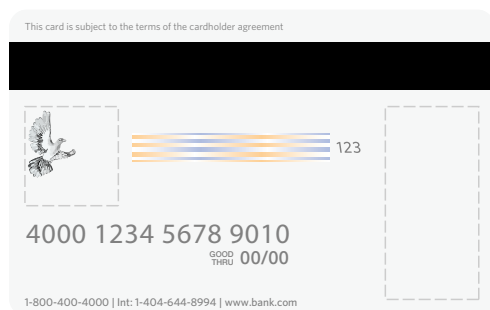 This card is subject to the terms of the cardholder agreement
123
4000 1234 5678 9010
GOOD THRU 00/00
1-800-400-4000 | Int: 1-404-644-8994 | www.bank.com